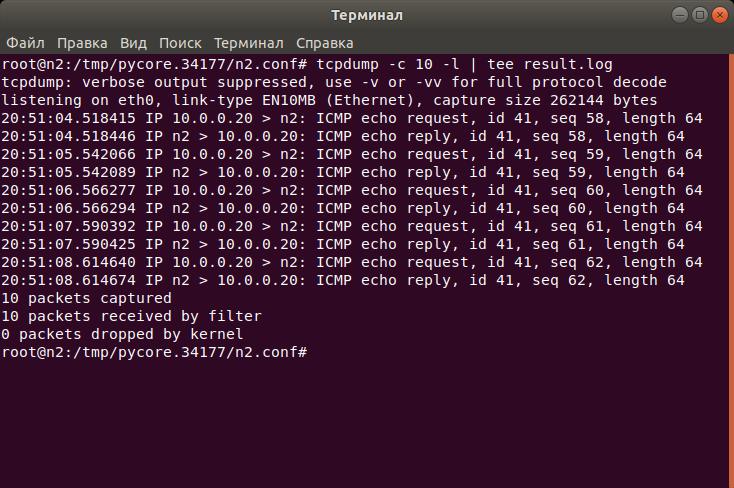 Терминал
Файл Правка Вид Поиск Терминал Справка
root@n2:/tmp/pycore.34177/n2.conf# tcpdump -c 10 -l | tee result.log
tcpdump: verbose output suppressed, use -v or -vv for full protocol decode
listening on eth0, link-type EN10MB (Ethernet), capture size 262144 bytes
20:51:04.518415 IP 10.0.0.20 > n2: ICMP echo request, id 41, seq 58, length 64
20:51:04.518446 IP n2 > 10.0.0.20: ICMP echo reply, id 41, seq 58, length 64
20:51:05.542066 IP 10.0.0.20 > n2: ICMP echo request, id 41, seq 59, length 64
20:51:05.542089 IP n2 > 10.0.0.20: ICMP echo reply, id 41, seq 59, length 64
20:51:06.566277 IP 10.0.0.20 > n2: ICMP echo request, id 41, seq 60, length 64
20:51:06.566294 IP n2 > 10.0.0.20: ICMP echo reply, id 41, seq 60, length 64
20:51:07.590392 IP 10.0.0.20 > n2: ICMP echo request, id 41, seq 61, length 64
20:51:07.590425 IP n2 > 10.0.0.20: ICMP echo reply, id 41, seq 61, length 64
20:51:08.614640 IP 10.0.0.20 > n2: ICMP echo request, id 41, seq 62, length 64
20:51:08.614674 IP n2 > 10.0.0.20: ICMP echo reply, id 41, seq 62, length 64
10 packets captured
10 packets received by filter
0 packets dropped by kernel
root@n2:/tmp/pycore.34177/n2.conf#